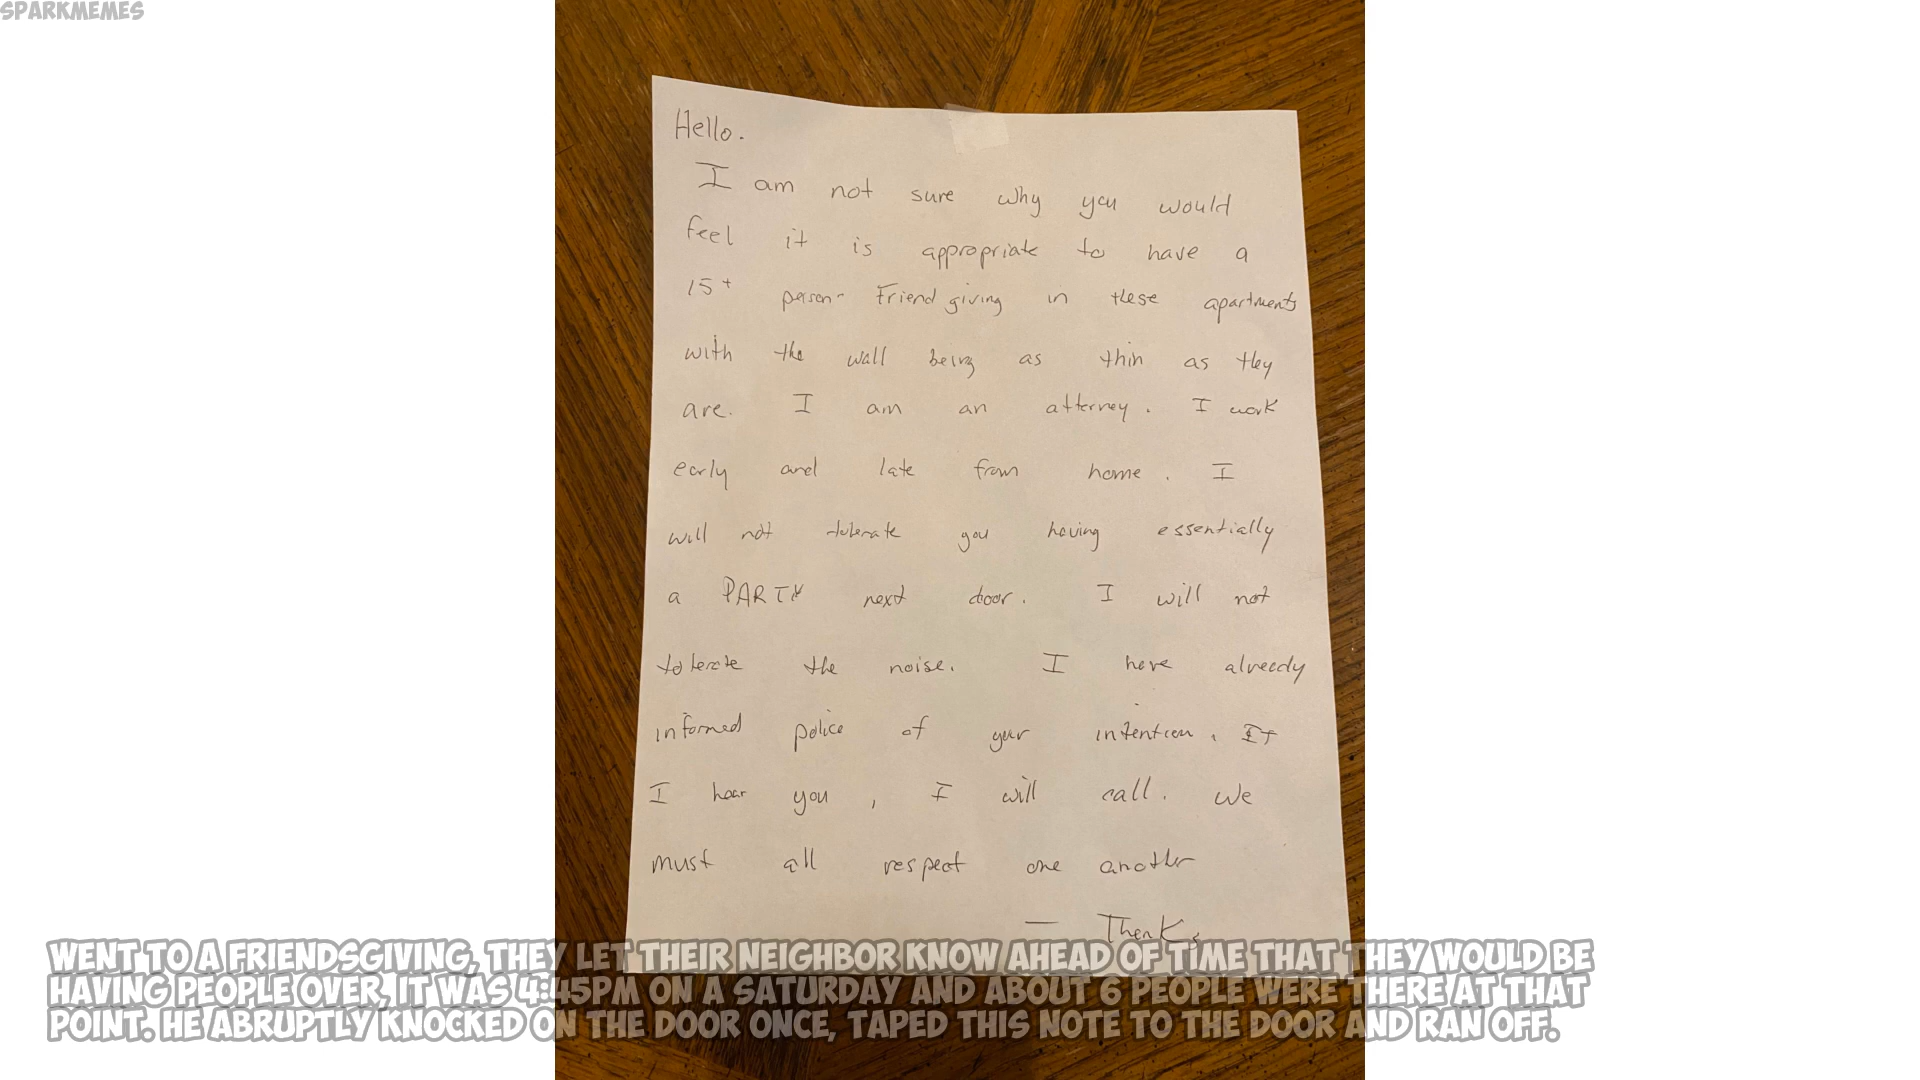 SPARKMEMES
Hello.
I am not sure why you would
feel it is appropriate to have a
15+ person- Friendgiving in these apartments
with the wall being as thin as they
are. I am an attorney. I work
early and late from home. I
will not tolerate you having essentially
a PARTY next door. I will not
tolerate the noise. I have already
informed police of your intention. If
I hear you, I will call. We
must all respect one another
— Thanks
WENT TO A FRIENDSGIVING, THEY LET THEIR NEIGHBOR KNOW AHEAD OF TIME THAT THEY WOULD BE
HAVING PEOPLE OVER, IT WAS 4:45PM ON A SATURDAY AND ABOUT 6 PEOPLE WERE THERE AT THAT
POINT. HE ABRUPTLY KNOCKED ON THE DOOR ONCE, TAPED THIS NOTE TO THE DOOR AND RAN OFF.